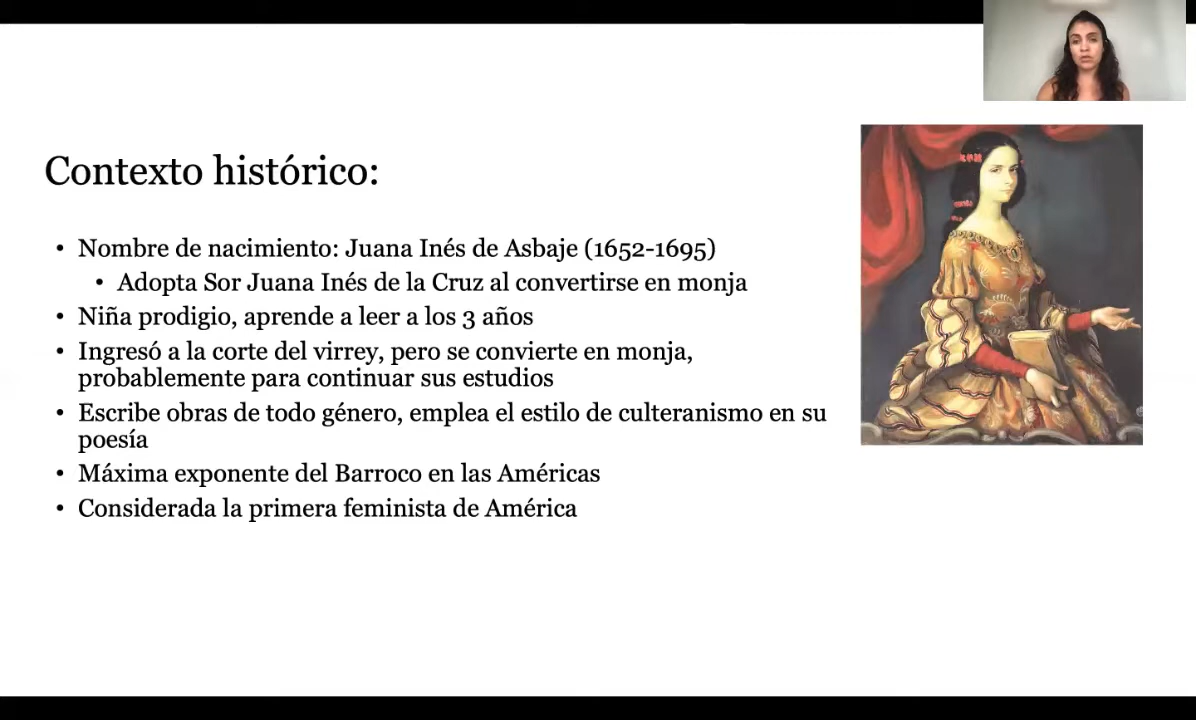 Contexto histórico:
• Nombre de nacimiento: Juana Inés de Asbaje (1652-1695)
• Adopta Sor Juana Inés de la Cruz al convertirse en monja
• Niña prodigio, aprende a leer a los 3 años
• Ingresó a la corte del virrey, pero se convierte en monja,
probablemente para continuar sus estudios
• Escribe obras de todo género, emplea el estilo de culteranismo en su
poesía
• Máxima exponente del Barroco en las Américas
• Considerada la primera feminista de América